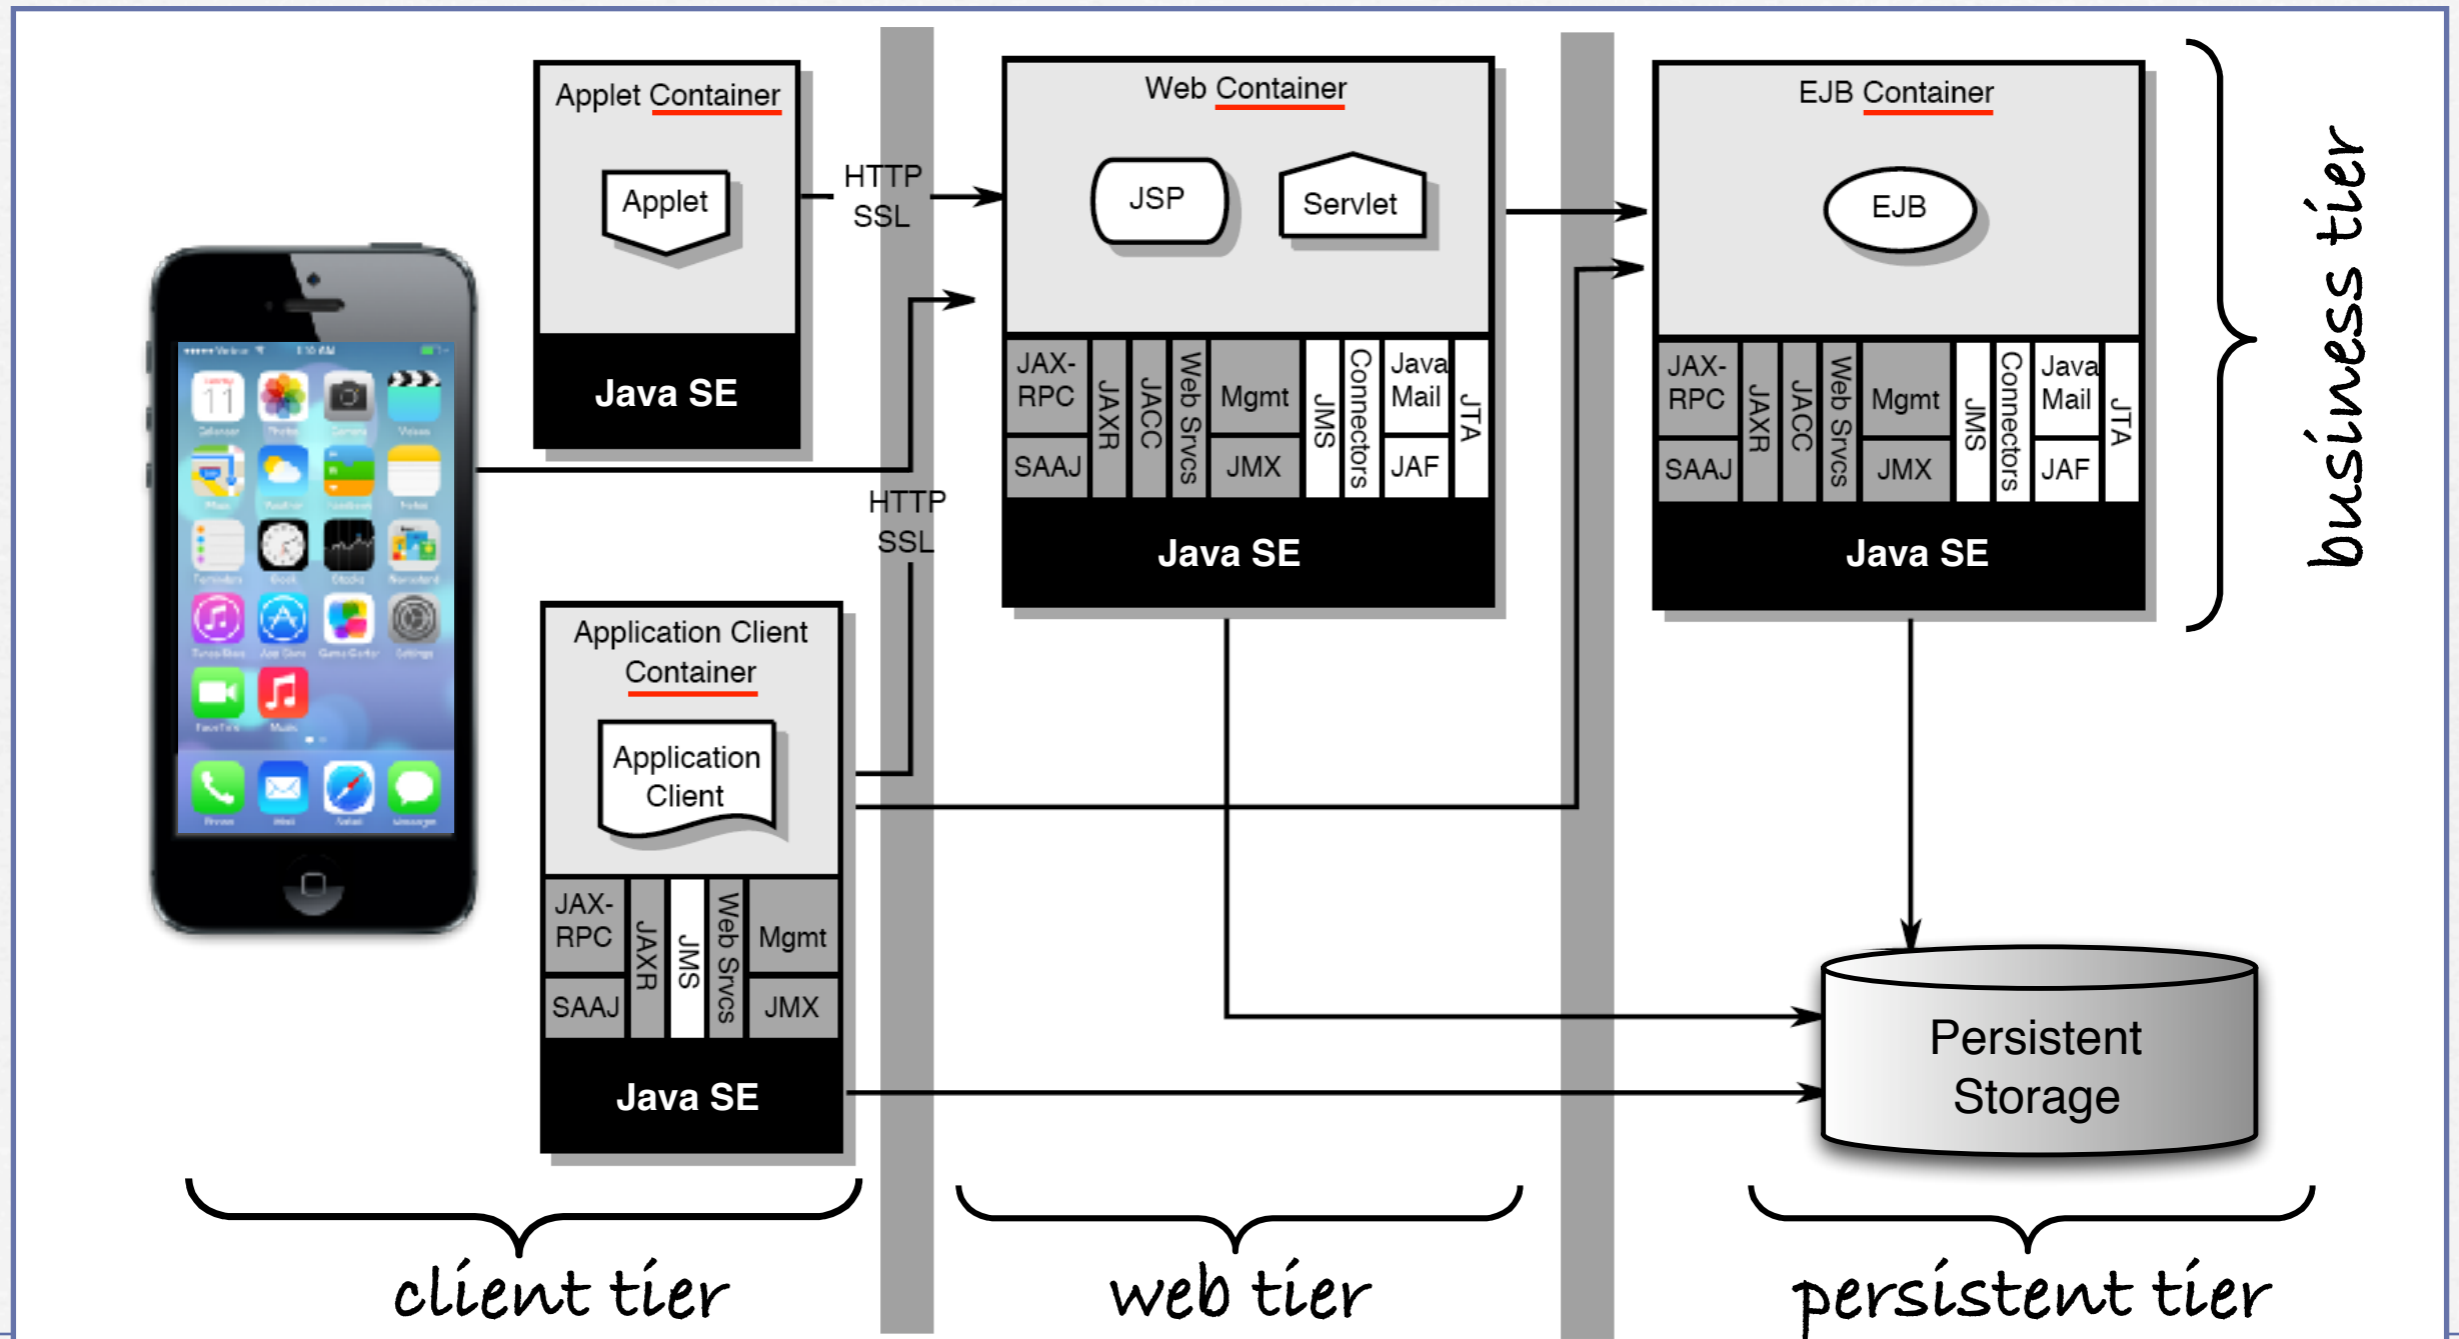 Applet Container
Applet
Java SE
HTTP
SSL
Web Container
JSP
Servlet
JAX-
RPC
SAAJ
JAXR
JACC
Web Srvcs
Mgmt
JMX
JMS
Connectors
Java
Mail
JAF
JTA
Java SE
EJB Container
EJB
JAX-
RPC
SAAJ
JAXR
JACC
Web Srvcs
Mgmt
JMX
JMS
Connectors
Java
Mail
JAF
JTA
Java SE
business tier
HTTP
SSL
Application Client
Container
Application
Client
JAX-
RPC
SAAJ
JAXR
JMS
Web Srvcs
Mgmt
JMX
Java SE
Persistent
Storage
11
client tier
web tier
persistent tier